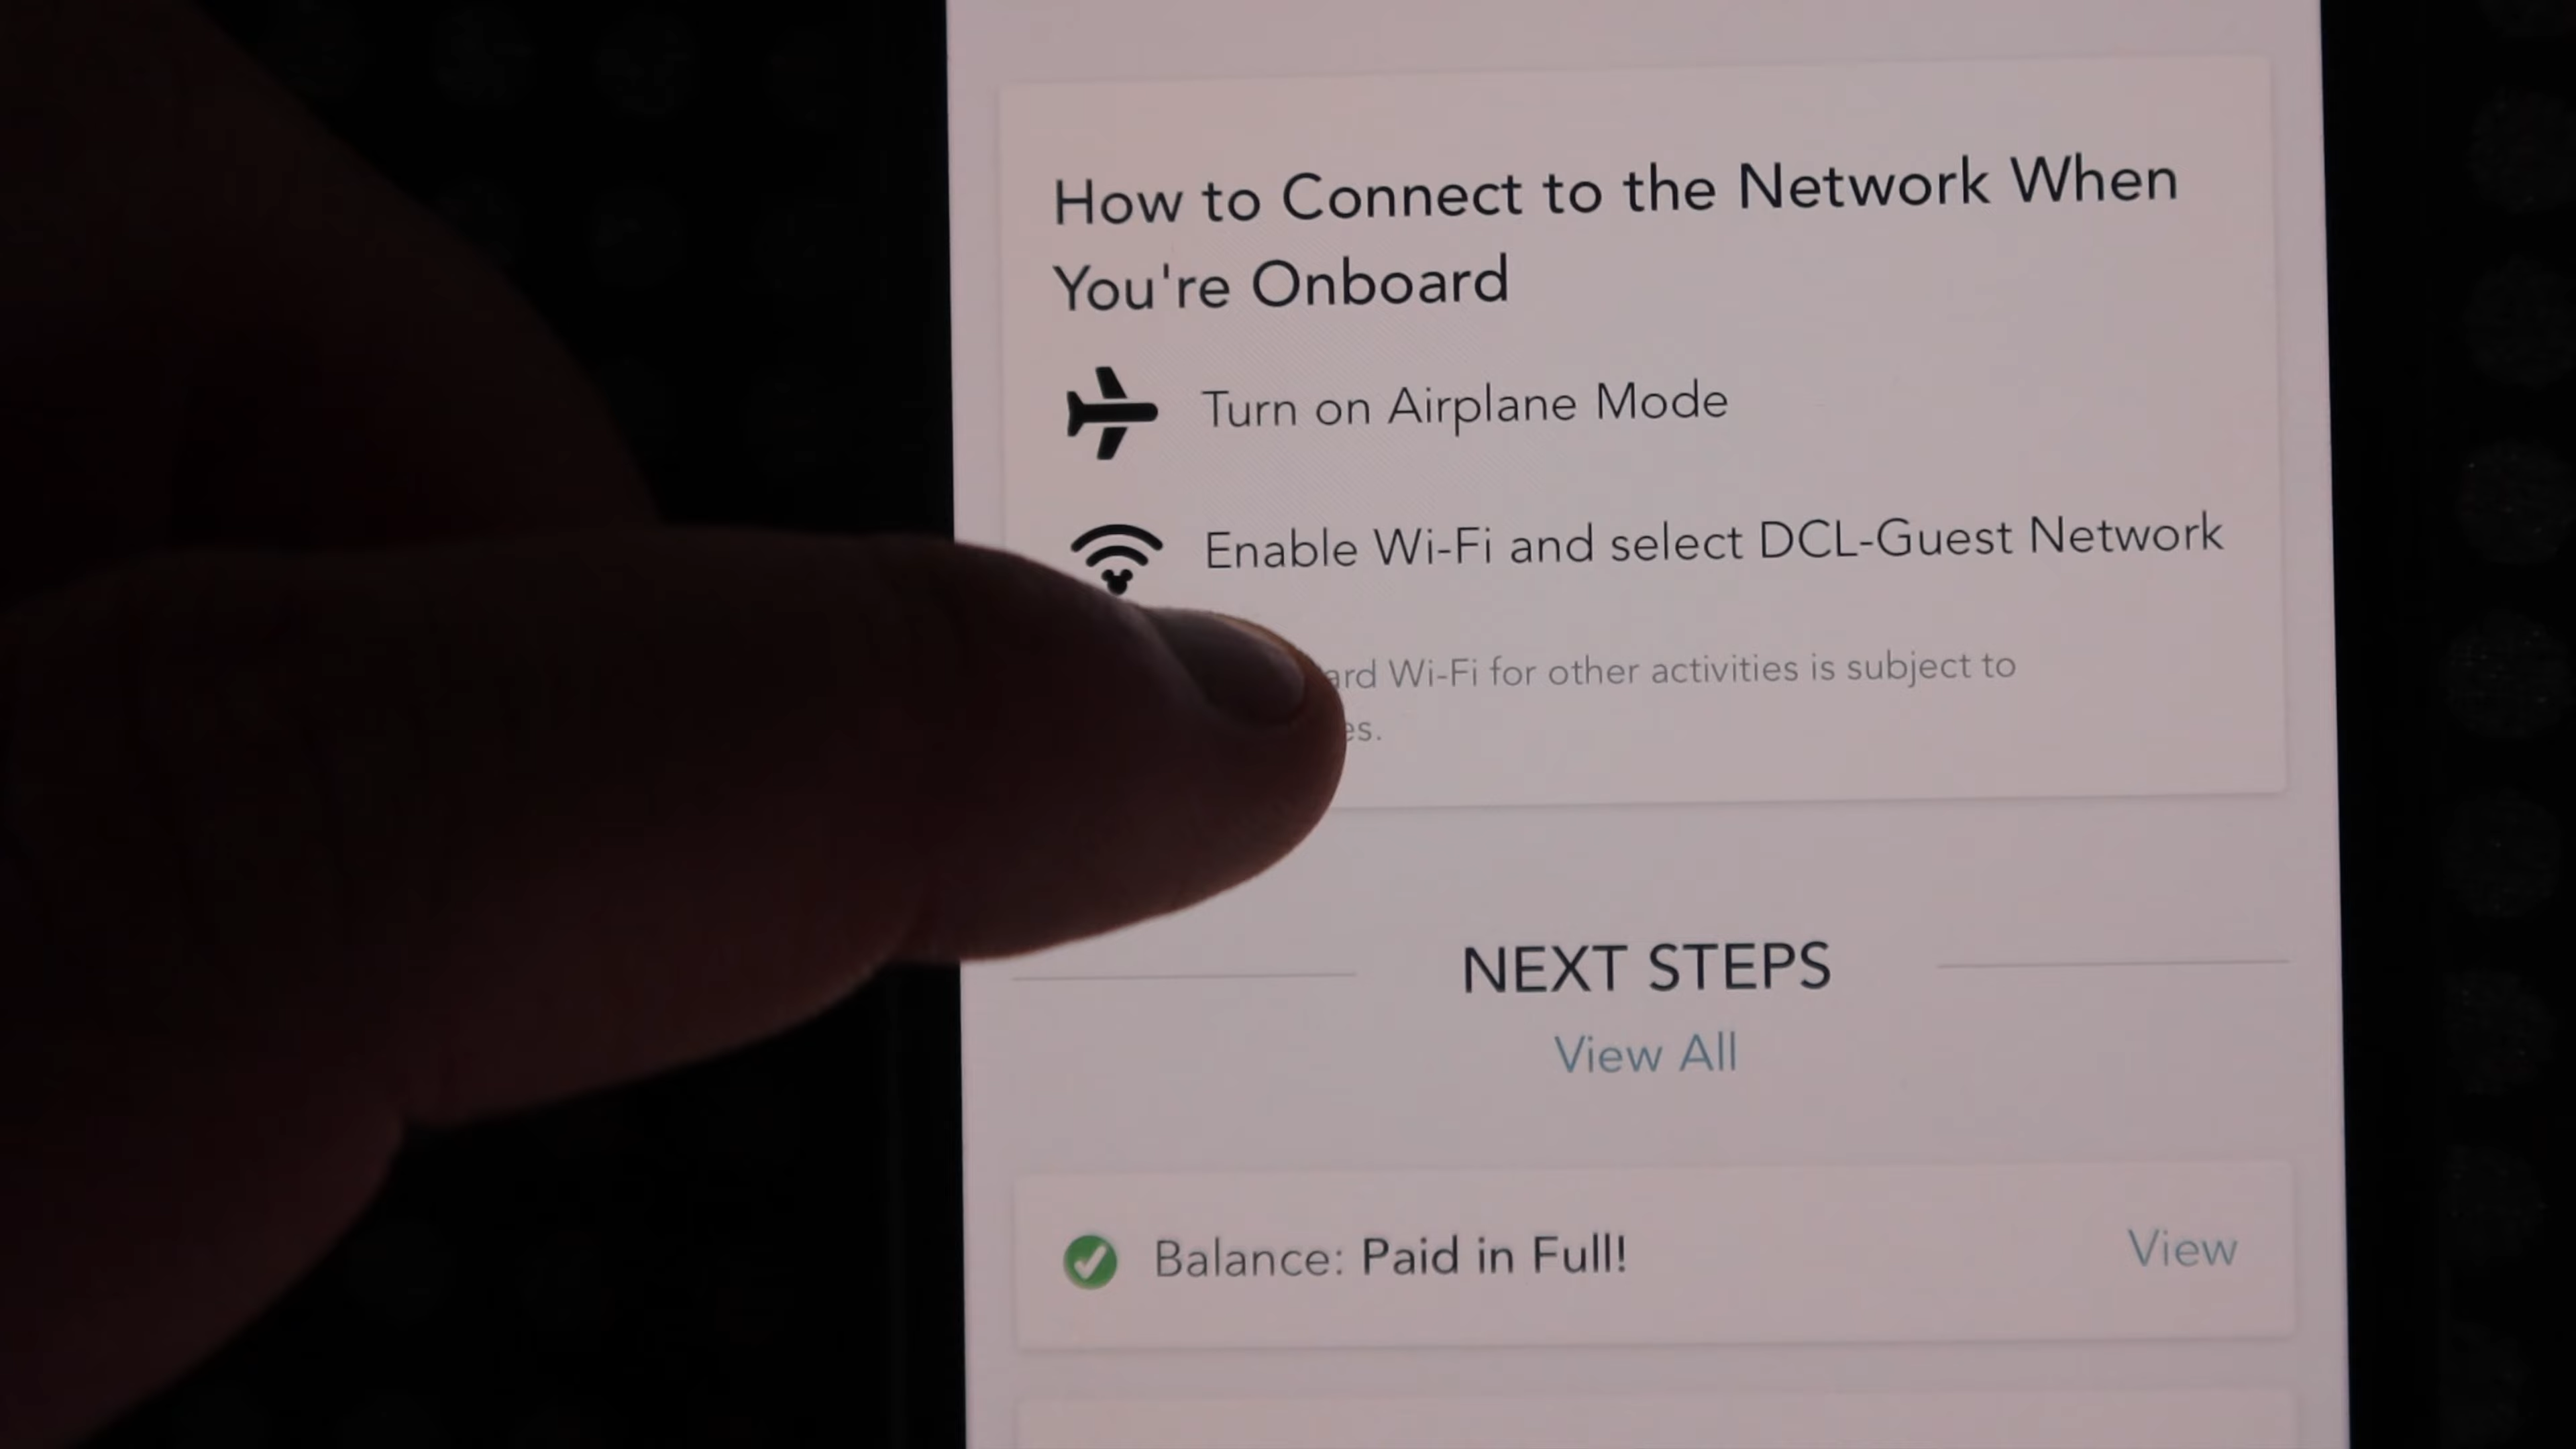 How to Connect to the Network When
You're Onboard
Turn on Airplane Mode
Enable Wi-Fi and select DCL-Guest Network
Wi-Fi for other activities is subject to
NEXT STEPS
View All
Balance: Paid in Full!
View